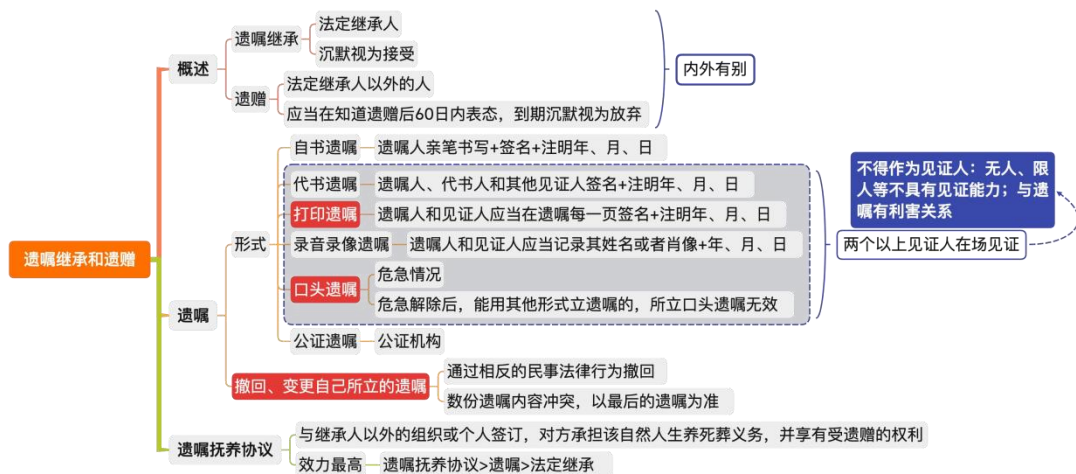 遗嘱继承和遗赠
概述
遗嘱继承
法定继承人
沉默视为接受
遗赠
法定继承人以外的人
应当在知道遗赠后60日内表态，到期沉默视为放弃
内外有别
遗嘱
形式
自书遗嘱
遗嘱人亲笔书写+签名+注明年、月、日
代书遗嘱
遗嘱人、代书人和其他见证人签名+注明年、月、日
打印遗嘱
遗嘱人和见证人应当在遗嘱每一页签名+注明年、月、日
录音录像遗嘱
遗嘱人和见证人应当记录其姓名或者肖像+年、月、日
口头遗嘱
危急情况
危急解除后，能用其他形式立遗嘱的，所立口头遗嘱无效
两个以上见证人在场见证
不得作为见证人：无人、限
人等不具有见证能力；与遗
嘱有利害关系
公证遗嘱
公证机构
撤回、变更自己所立的遗嘱
通过相反的民事法律行为撤回
数份遗嘱内容冲突，以最后的遗嘱为准
遗嘱抚养协议
与继承人以外的组织或个人签订，对方承担该自然人生养死葬义务，并享有受遗赠的权利
效力最高
遗嘱抚养协议>遗嘱>法定继承